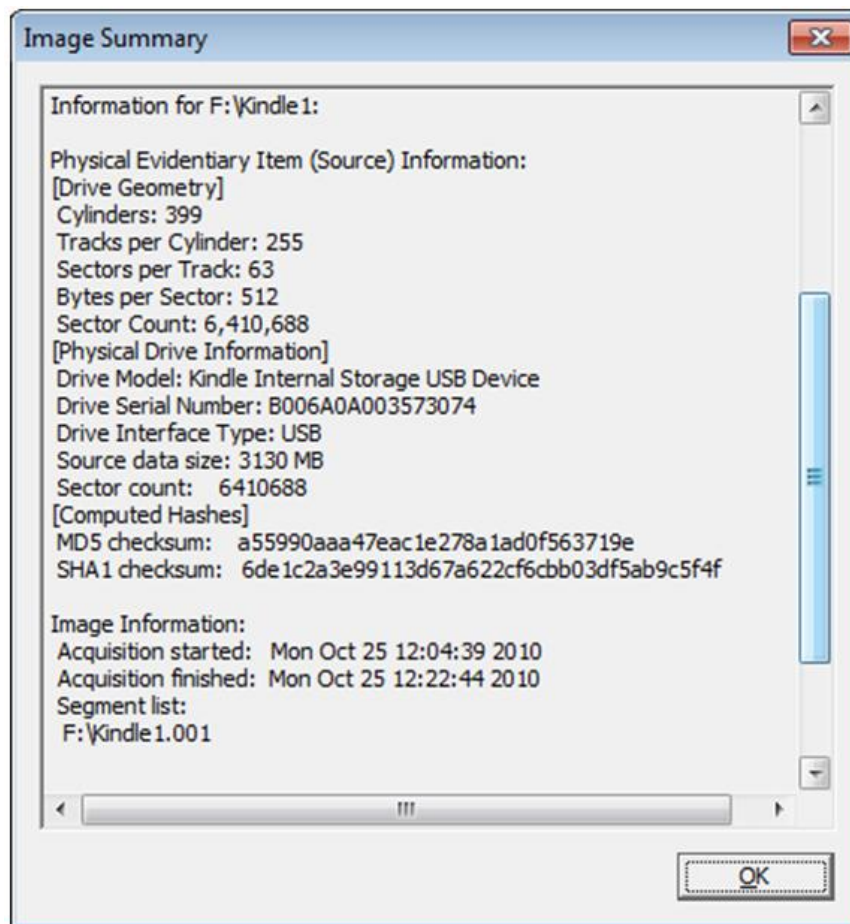 Image Summary
Information for F:\Kindle1:
Physical Evidentiary Item (Source) Information:
[Drive Geometry]
Cylinders: 399
Tracks per Cylinder: 255
Sectors per Track: 63
Bytes per Sector: 512
Sector Count: 6,410,688
[Physical Drive Information]
Drive Model: Kindle Internal Storage USB Device
Drive Serial Number: B006A0A003573074
Drive Interface Type: USB
Source data size: 3130 MB
Sector count:    6410688
[Computed Hashes]
MD5 checksum:    a55990aaa47eac1e278a1ad0f563719e
SHA1 checksum:   6de1c2a3e99113d67a622cf6cbb03df5ab9c5f4f
Image Information:
Acquisition started:   Mon Oct 25 12:04:39 2010
Acquisition finished:  Mon Oct 25 12:22:44 2010
Segment list:
F:\Kindle1.001
OK